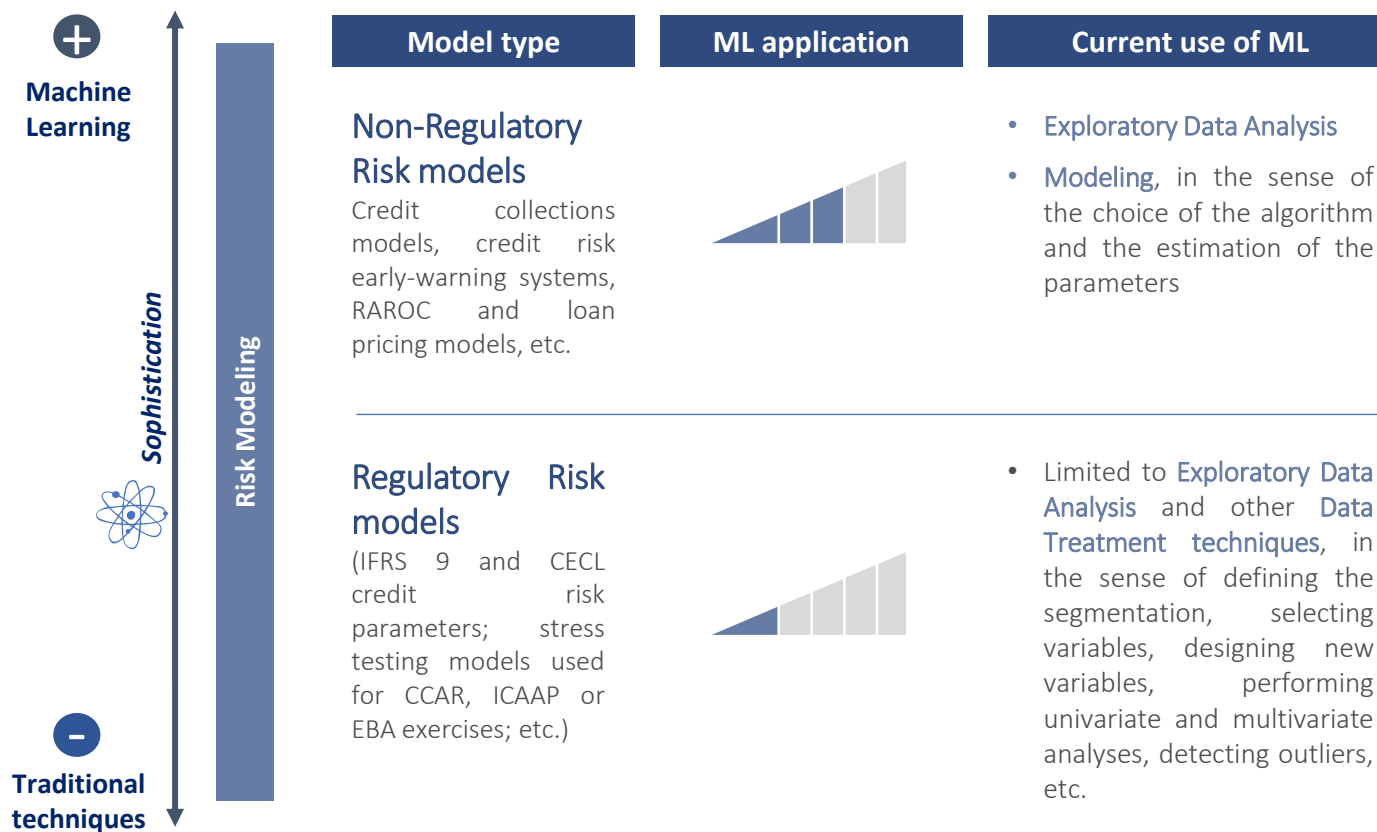 +
Machine
Learning
Sophistication
-
Traditional
techniques
Risk Modeling
Model type
ML application
Current use of ML
Non-Regulatory
Risk models
Credit collections
models, credit risk
early-warning systems,
RAROC and loan
pricing models, etc.
• Exploratory Data Analysis
• Modeling, in the sense of
the choice of the algorithm
and the estimation of the
parameters
Regulatory Risk
models
(IFRS 9 and CECL
credit risk
parameters; stress
testing models used
for CCAR, ICAAP or
EBA exercises; etc.)
• Limited to Exploratory Data
Analysis and other Data
Treatment techniques, in
the sense of defining the
segmentation, selecting
variables, designing new
variables, performing
univariate and multivariate
analyses, detecting outliers,
etc.